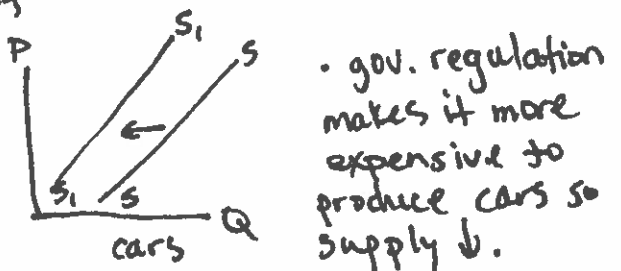 P
S₁
S
S₁
S
Q
cars
• gov. regulation
makes it more
expensive to
produce cars so
supply ↓.